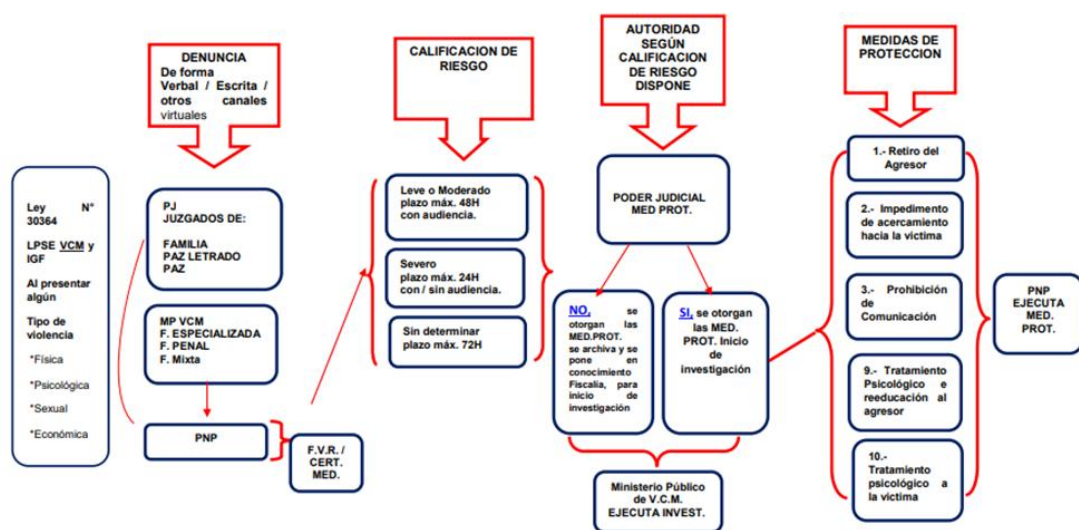 DENUNCIA
De forma
Verbal / Escrita /
otros canales
virtuales
CALIFICACION DE
RIESGO
AUTORIDAD
SEGÚN
CALIFICACION
DE RIESGO
DISPONE
MEDIDAS DE
PROTECCION
Ley N°
30364
LPSE VCM y
IGF
Al presentar
algún
Tipo de
violencia
*Física
*Psicológica
*Sexual
*Económica
PJ
JUZGADOS DE:
FAMILIA
PAZ LETRADO
PAZ
MP VCM
F. ESPECIALIZADA
F. PENAL
F. Mixta
PNP
F.V.R. /
CERT.
MED.
Leve o Moderado
plazo máx. 48H
con audiencia.
Severo
plazo máx. 24H
con / sin audiencia.
Sin determinar
plazo máx. 72H
PODER JUDICIAL
MED PROT.
NO, se
otorgan las
MED.PROT.
se archiva y se
pone en
conocimiento
Fiscalía, para
inicio de
investigación
SI, se otorgan
las MED.
PROT. Inicio
de
investigación
Ministerio Público
de V.C.M.
EJECUTA INVEST.
1.- Retiro del
Agresor
2.- Impedimento
de acercamiento
hacia la victima
3.- Prohibición
de
Comunicación
9.- Tratamiento
Psicológico e
reeducación al
agresor
10.-
Tratamiento
psicológico a
la victima
PNP
EJECUTA
MED.
PROT.